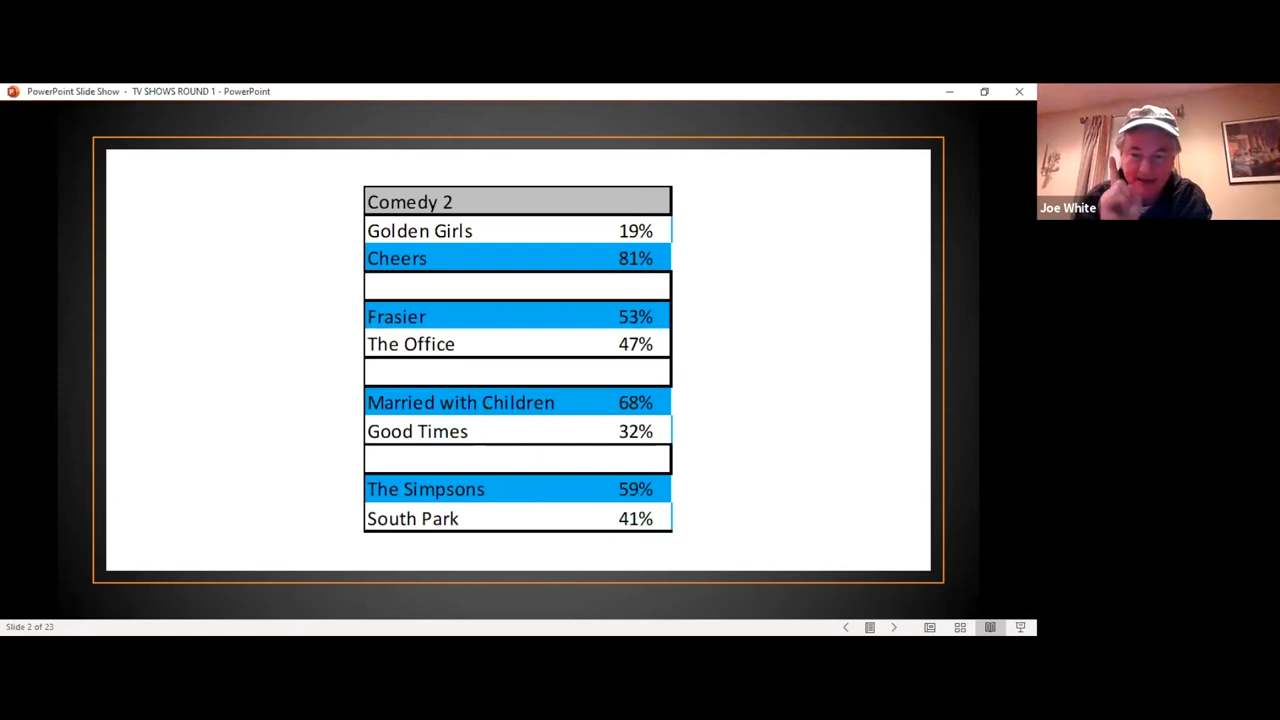 PowerPoint Slide Show - TV SHOWS ROUND 1 - PowerPoint
Comedy 2
Golden Girls 19%
Cheers 81%
Frasier 53%
The Office 47%
Married with Children 68%
Good Times 32%
The Simpsons 59%
South Park 41%
Joe White
Slide 2 of 23